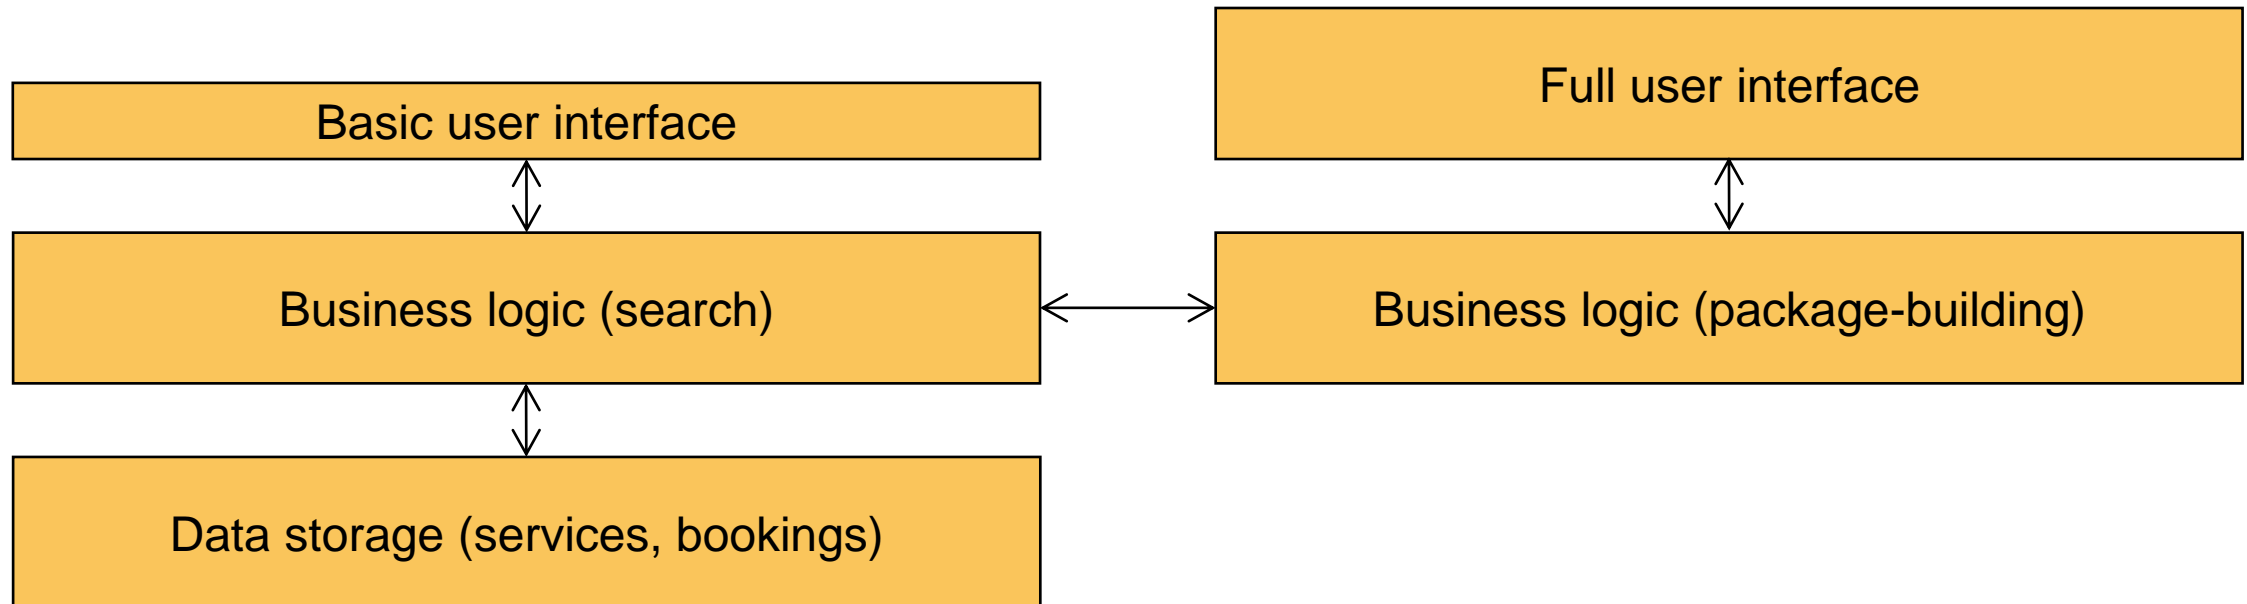 Full user interface
Basic user interface
Business logic (search)
Business logic (package-building)
Data storage (services, bookings)